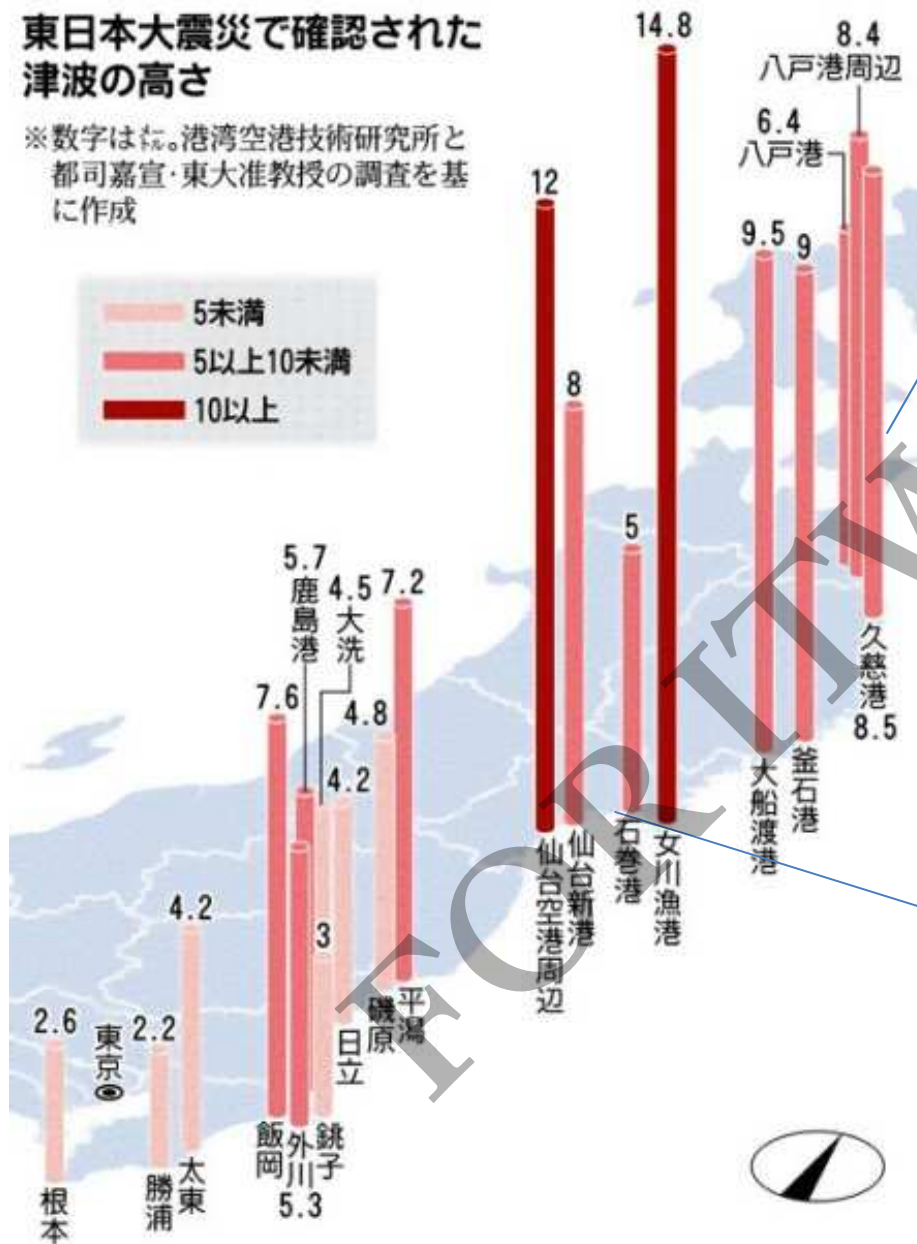 東日本大震災で確認された
津波の高さ
※数字は㍍。港湾空港技術研究所と
都司嘉宣・東大准教授の調査を基
に作成
5未満
5以上10未満
10以上
14.8
女川漁港
8.4
八戸港周辺
6.4
八戸港
12
仙台空港周辺
9.5
大船渡港
9
釜石港
久慈港
8.5
8
仙台新港
5
石巻港
5.7
鹿島港
4.5
大洗
7.2
平潟
7.6
飯岡
4.8
磯原
4.2
日立
3
銚子
外川
5.3
4.2
太東
2.6
根本
東京
2.2
勝浦